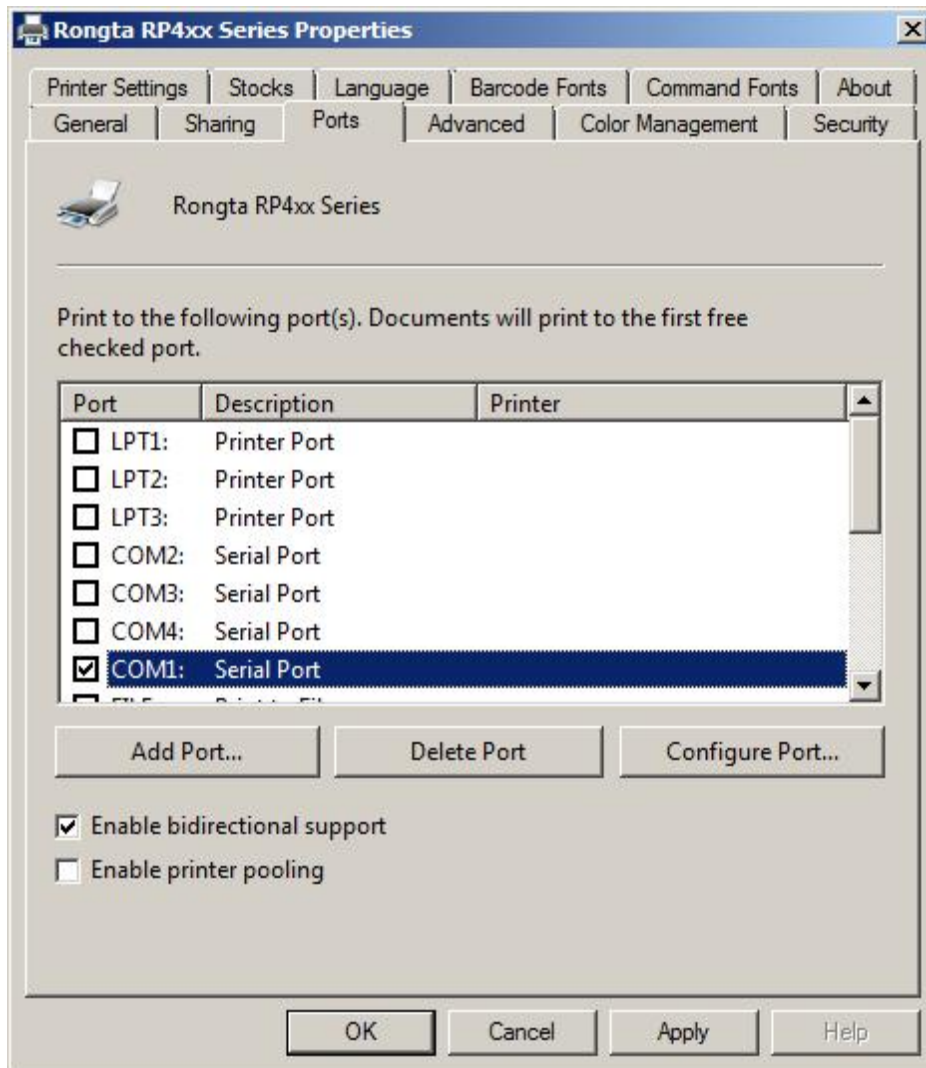 Rongta RP4xx Series Properties
Printer Settings Stocks Language Barcode Fonts Command Fonts About
General Sharing Ports Advanced Color Management Security
Rongta RP4xx Series
Print to the following port(s). Documents will print to the first free
checked port.
Port Description Printer
LPT1: Printer Port
LPT2: Printer Port
LPT3: Printer Port
COM2: Serial Port
COM3: Serial Port
COM4: Serial Port
COM1: Serial Port
Add Port... Delete Port Configure Port...
Enable bidirectional support
Enable printer pooling
OK Cancel Apply Help